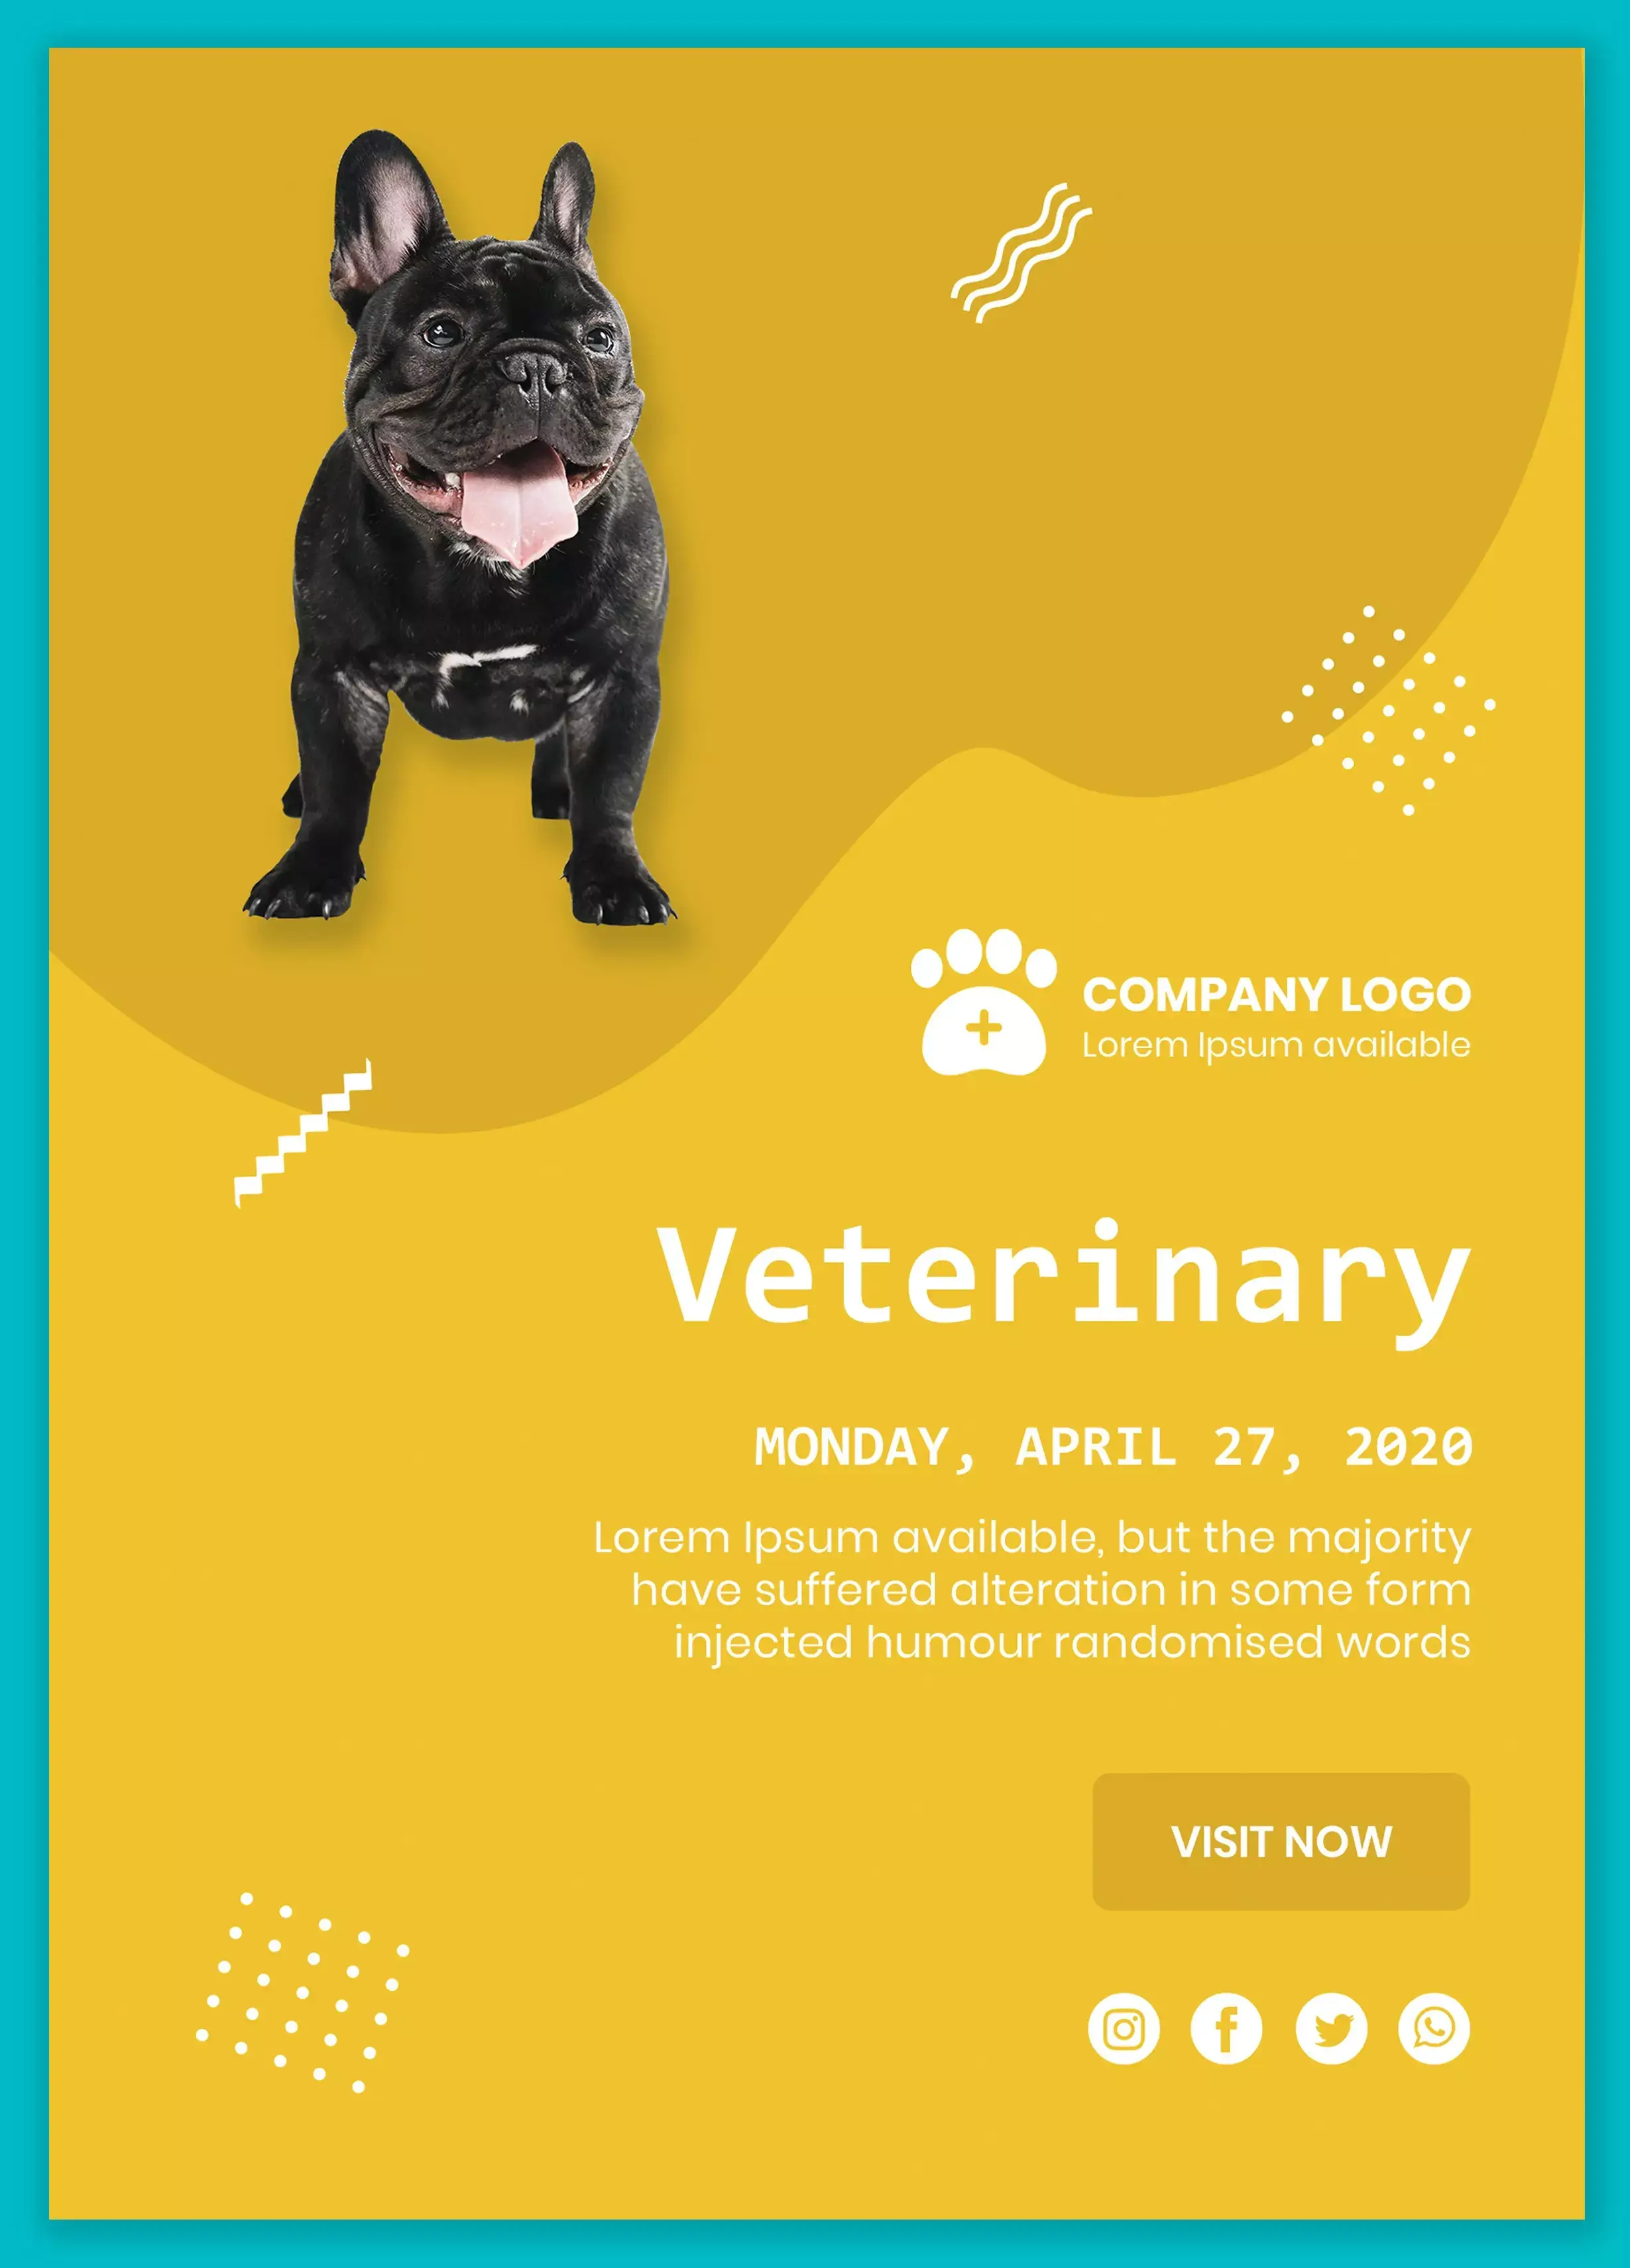 COMPANY LOGO
Lorem Ipsum available
Veterinary
MONDAY, APRIL 27, 2020
Lorem Ipsum available, but the majority
have suffered alteration in some form
injected humour randomised words
VISIT NOW